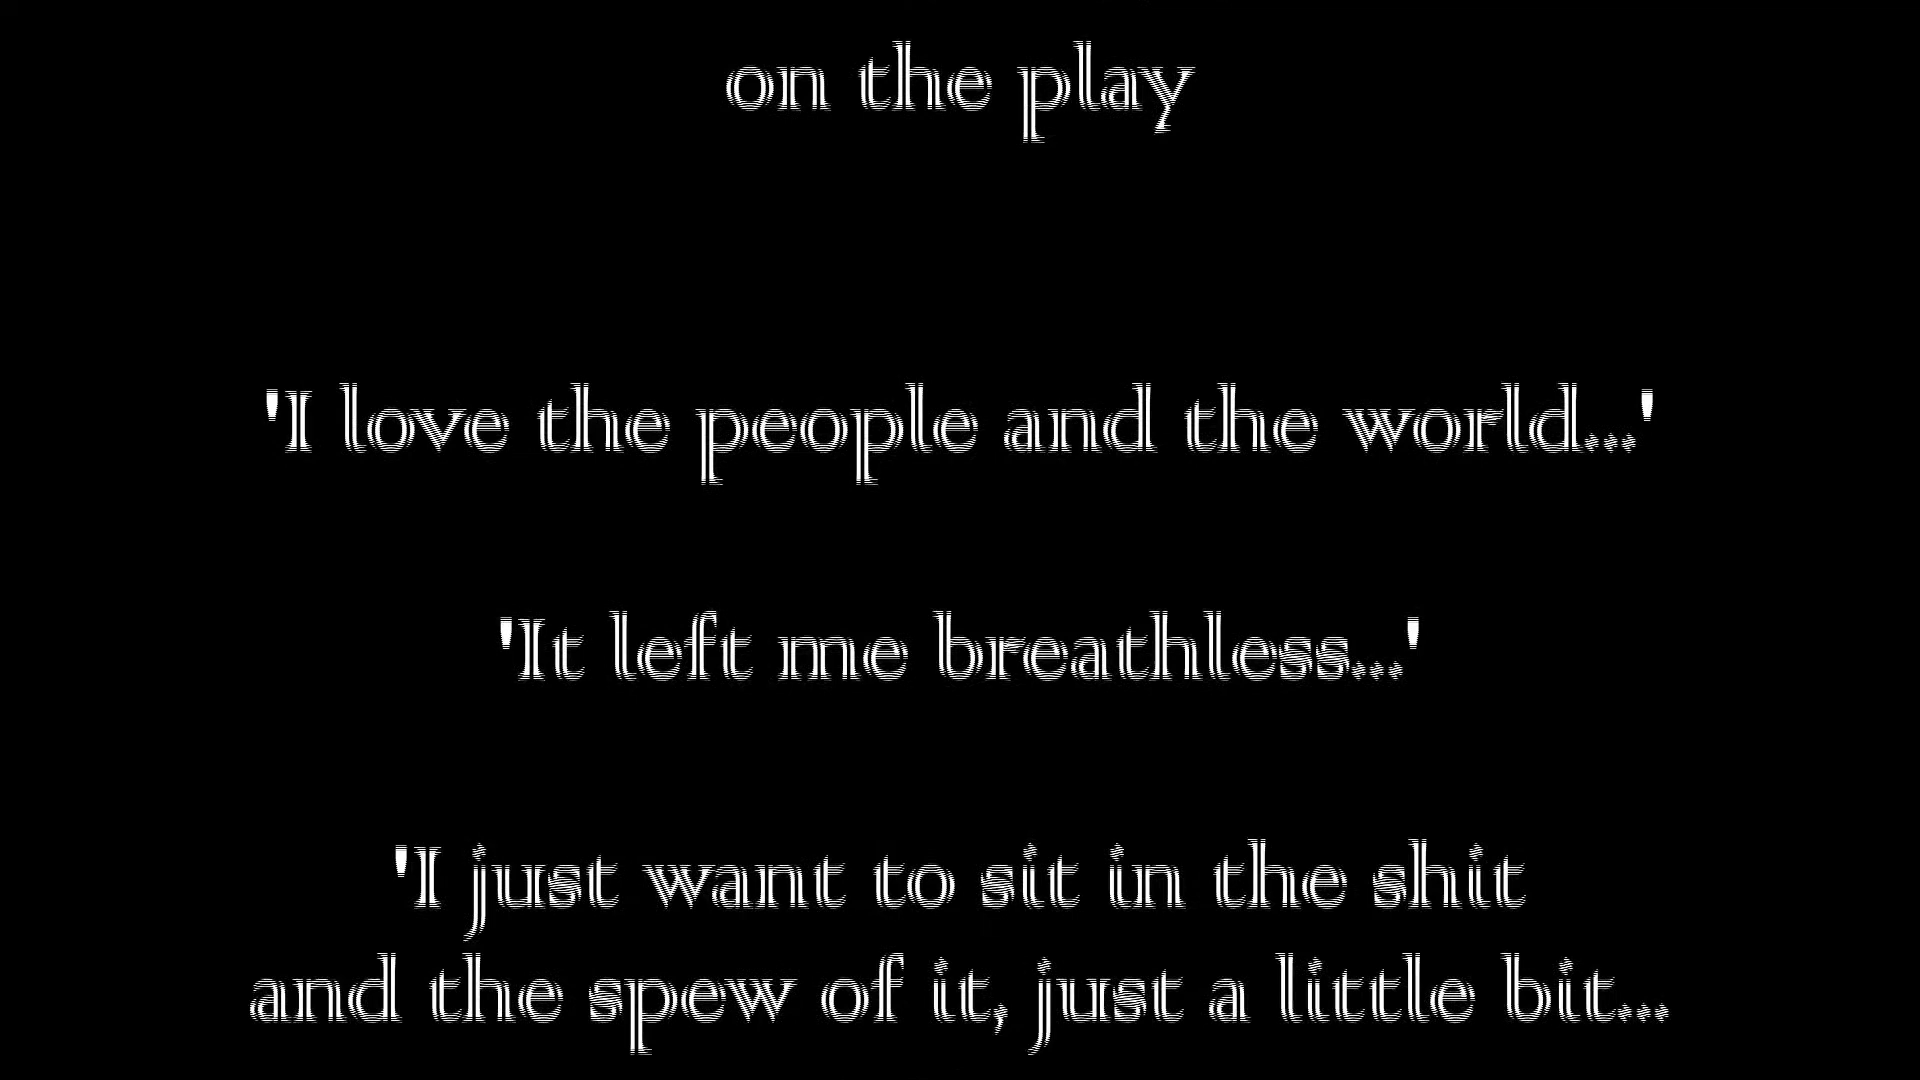 on the play
'I love the people and the world...'
'It left me breathless...'
'I just want to sit in the shit
and the spew of it, just a little bit...